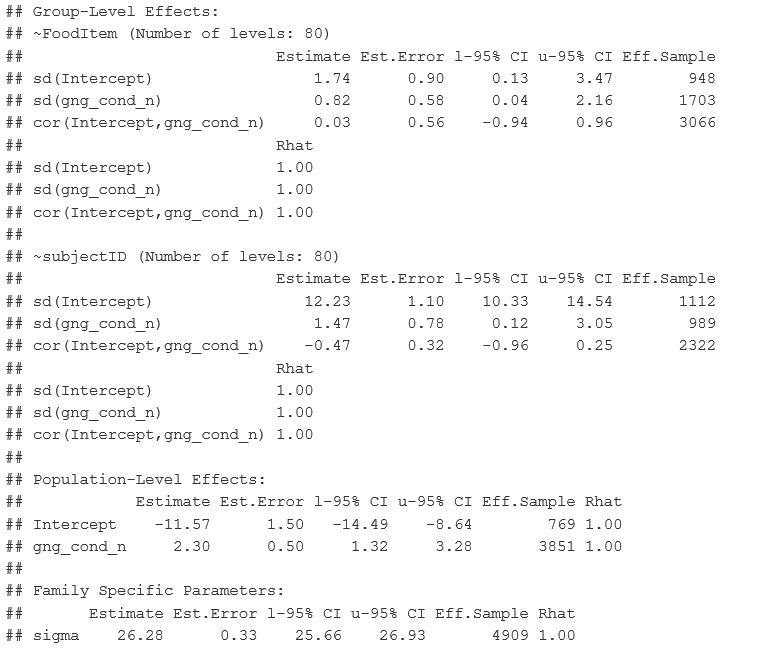 ## Group-Level Effects:
## ~FoodItem (Number of levels: 80)
##                            Estimate Est.Error l-95% CI u-95% CI Eff.Sample
## sd(Intercept)                  1.74      0.90     0.13     3.47        948
## sd(gng_cond_n)                 0.82      0.58     0.04     2.16       1703
## cor(Intercept,gng_cond_n)      0.03      0.56    -0.94     0.96       3066
##                            Rhat
## sd(Intercept)              1.00
## sd(gng_cond_n)             1.00
## cor(Intercept,gng_cond_n) 1.00
##
## ~subjectID (Number of levels: 80)
##                            Estimate Est.Error l-95% CI u-95% CI Eff.Sample
## sd(Intercept)                 12.23      1.10    10.33    14.54       1112
## sd(gng_cond_n)                 1.47      0.78     0.12     3.05        989
## cor(Intercept,gng_cond_n)     -0.47      0.32    -0.96     0.25       2322
##                            Rhat
## sd(Intercept)              1.00
## sd(gng_cond_n)             1.00
## cor(Intercept,gng_cond_n) 1.00
##
## Population-Level Effects:
##            Estimate Est.Error l-95% CI u-95% CI Eff.Sample Rhat
## Intercept    -11.57      1.50   -14.49    -8.64        769 1.00
## gng_cond_n     2.30      0.50     1.32     3.28       3851 1.00
##
## Family Specific Parameters:
##       Estimate Est.Error l-95% CI u-95% CI Eff.Sample Rhat
## sigma    26.28      0.33    25.66    26.93       4909 1.00